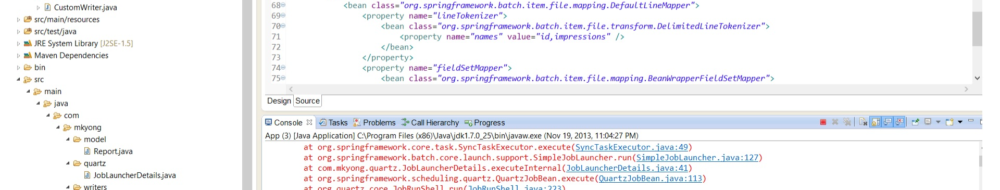 CustomWriter.java
src/main/resources
src/test/java
JRE System Library [J2SE-1.5]
Maven Dependencies
bin
src
main
java
com
mkyong
model
Report.java
quartz
JobLauncherDetails.java
writers
68 <bean class="org.springframework.batch.item.file.mapping.DefaultLineMapper">
69 <property name="lineTokenizer">
70 <bean class="org.springframework.batch.item.file.transform.DelimitedLineTokenizer">
71 <property name="names" value="id,impressions" />
72 </bean>
73 </property>
74 <property name="fieldSetMapper">
75 <bean class="org.springframework.batch.item.file.mapping.BeanWrapperFieldSetMapper">
Design Source
Console Tasks Problems Call Hierarchy Progress
App (3) [Java Application] C:\Program Files (x86)\Java\jdk1.7.0_25\bin\javaw.exe (Nov 19, 2013, 11:04:27 PM)
at org.springframework.core.task.SyncTaskExecutor.execute(SyncTaskExecutor.java:49)
at org.springframework.batch.core.launch.support.SimpleJobLauncher.run(SimpleJobLauncher.java:127)
at com.mkyong.quartz.JobLauncherDetails.executeInternal(JobLauncherDetails.java:41)
at org.springframework.scheduling.quartz.QuartzJobBean.execute(QuartzJobBean.java:113)
at org.quartz.core.JobRunShell.run(JobRunShell.java:223)